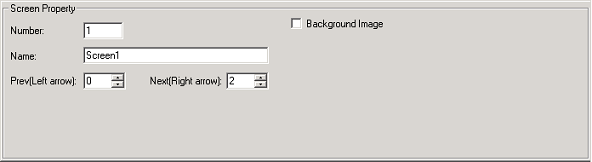 Screen Property
Number: 1
Background Image
Name: Screen1
Prev(Left arrow): 0 Next(Right arrow): 2